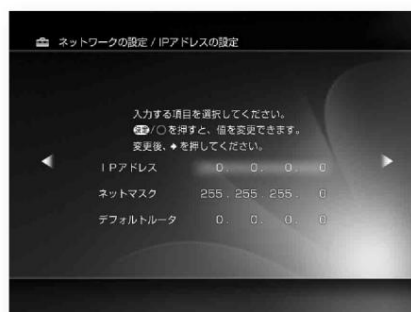 ネットワークの設定 / IPアドレスの設定
入力する項目を選択してください。
決定/○を押すと、値を変更できます。
変更後、◆を押してください。
IPアドレス 0. 0. 0. 0
ネットマスク 255. 255. 255. 0
デフォルトルータ 0. 0. 0. 0